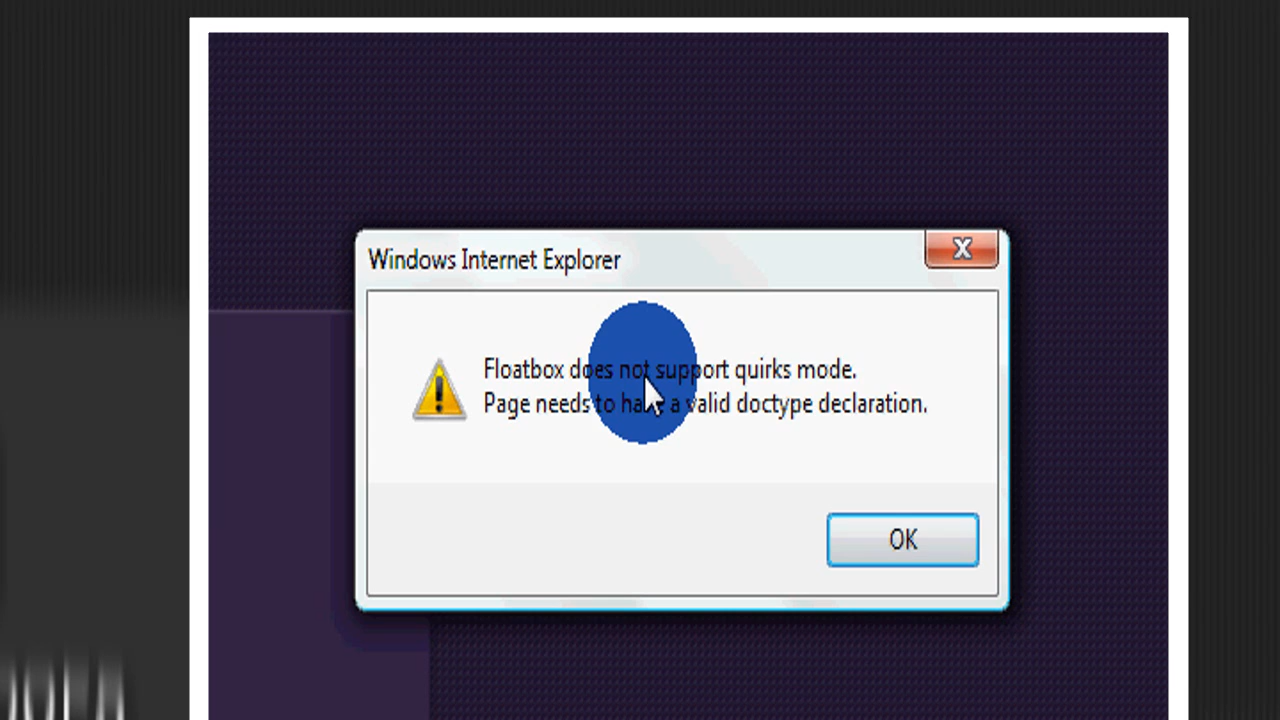 Windows Internet Explorer
X
Floatbox does not support quirks mode.
Page needs to have a valid doctype declaration.
OK